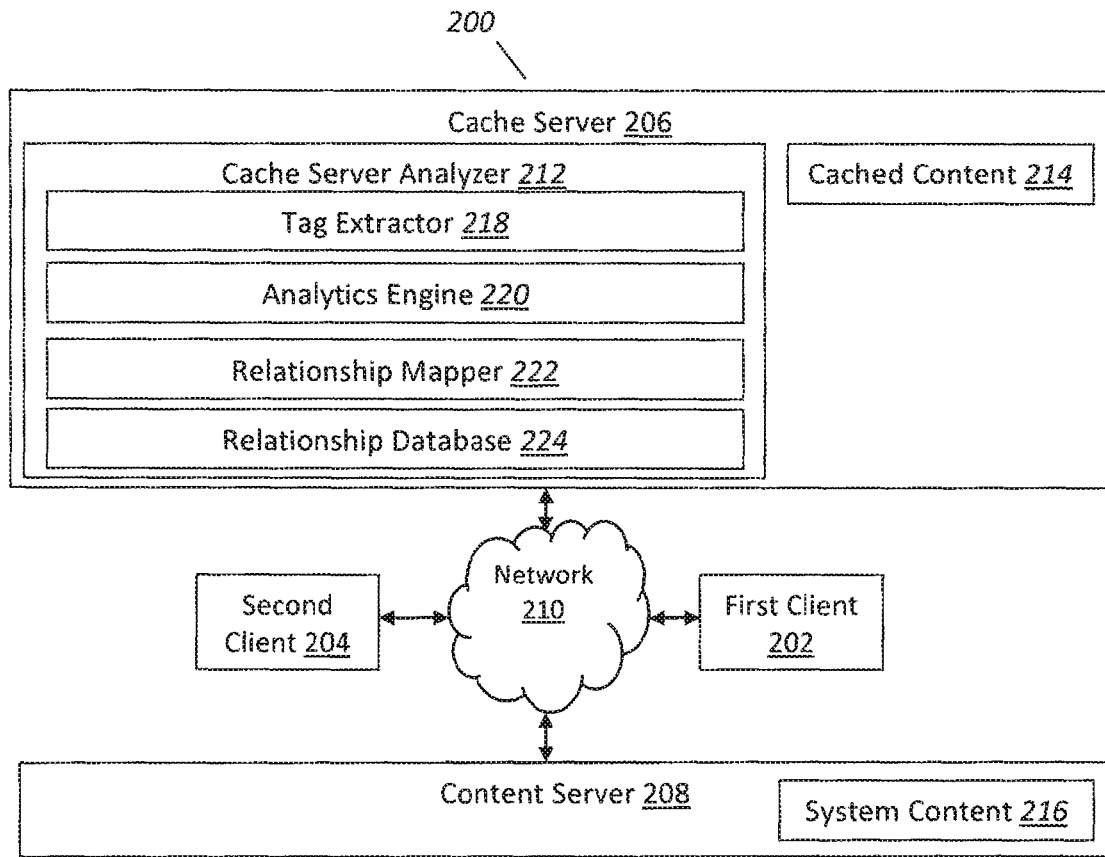 200
Cache Server 206
Cache Server Analyzer 212
Cached Content 214
Tag Extractor 218
Analytics Engine 220
Relationship Mapper 222
Relationship Database 224
Network
210
Second
Client 204
First Client
202
Content Server 208
System Content 216